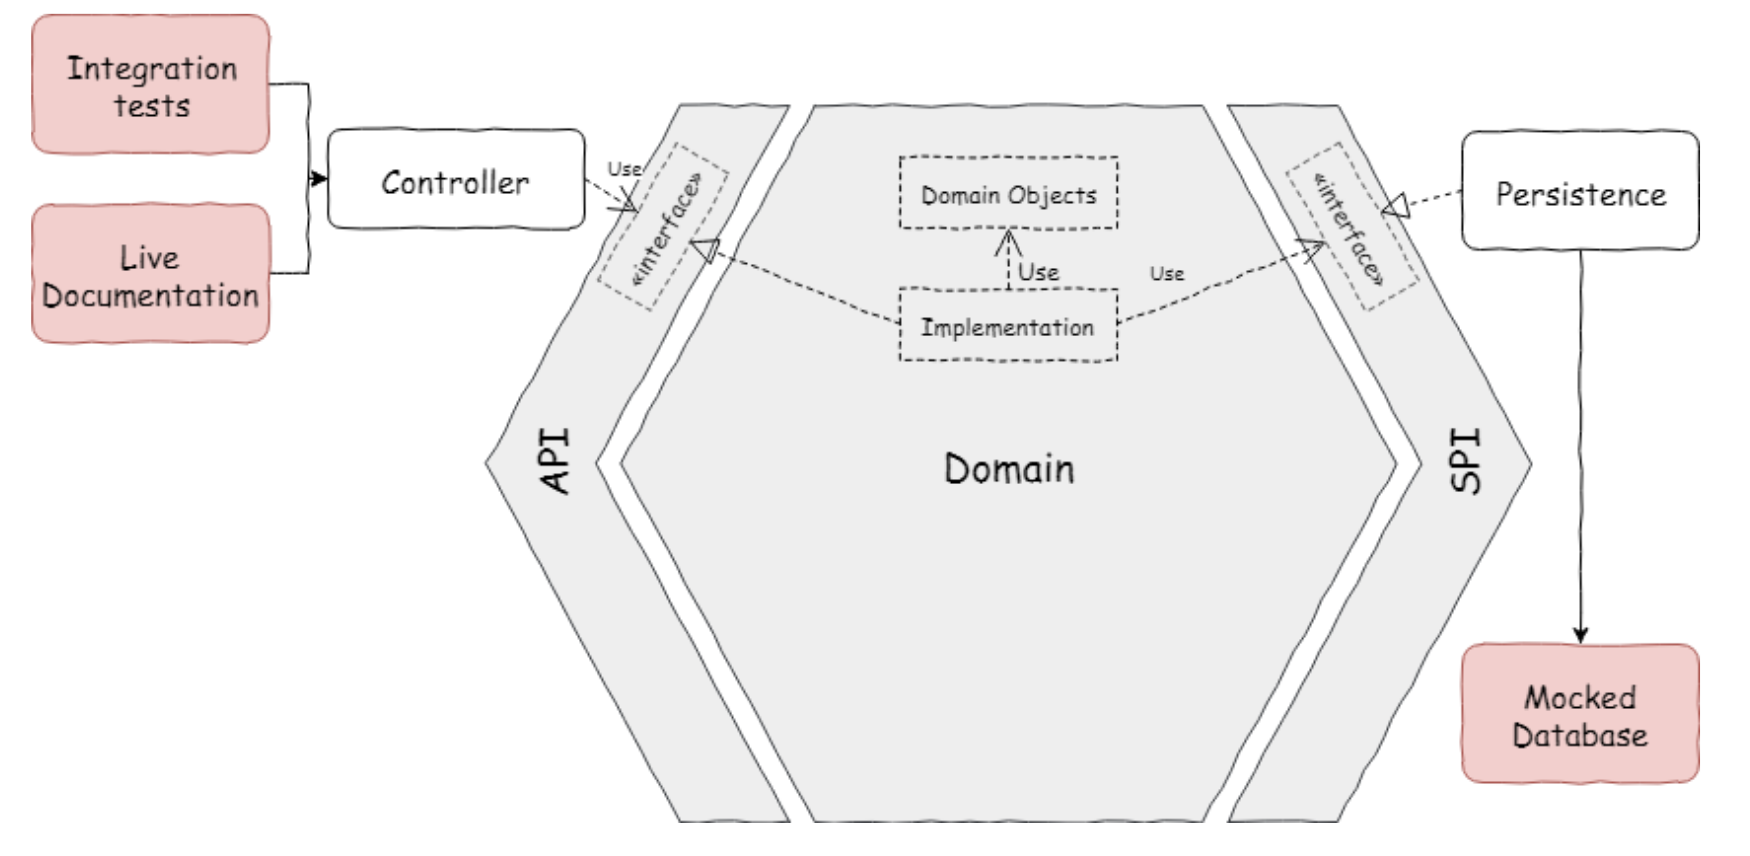 Integration
tests
Live
Documentation
Controller
Use
«interface»
API
Domain Objects
Use
Implementation
Use
Domain
«interface»
SPI
Persistence
Mocked
Database